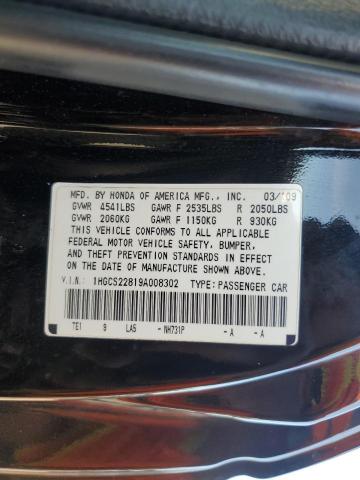 MFD. BY HONDA OF AMERICA MFG., INC. 03/09
GVWR 4541LBS GAWR F 2535LBS R 2050LBS
GVWR 2060KG GAWR F 1150KG R 930KG
THIS VEHICLE CONFORMS TO ALL APPLICABLE
FEDERAL MOTOR VEHICLE SAFETY, BUMPER,
AND THEFT PREVENTION STANDARDS IN EFFECT
ON THE DATE OF MANUFACTURE SHOWN ABOVE.
V.I.N.: 1HGCS22819A008302 TYPE: PASSENGER CAR
TE1 9 LA5 -NH731P -A -A